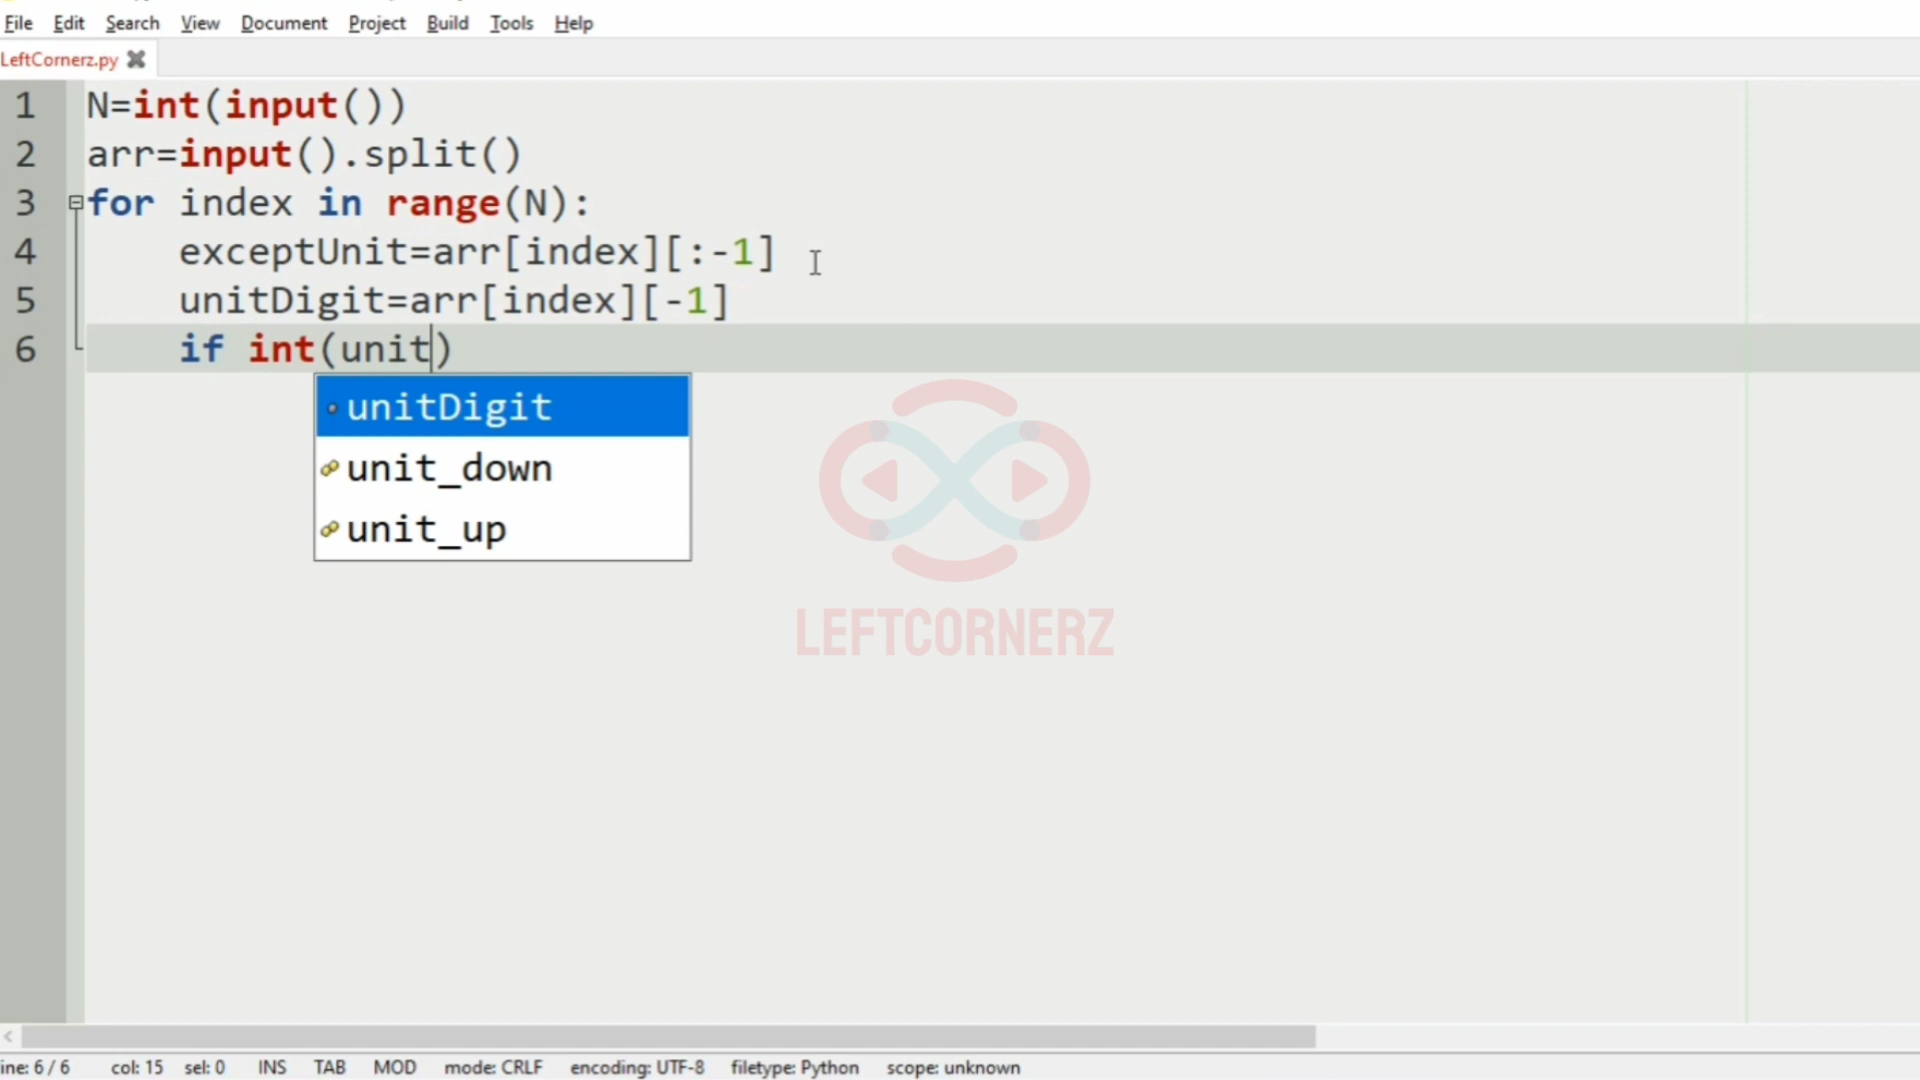 File Edit Search View Document Project Build Tools Help
LeftCornerz.py
1 N=int(input())
2 arr=input().split()
3 for index in range(N):
4 exceptUnit=arr[index][:-1]
5 unitDigit=arr[index][-1]
6 if int(unit)
unitDigit
unit_down
unit_up
LEFTCORNERZ
ine: 6 / 6 col: 15 sel: 0 INS TAB MOD mode: CRLF encoding: UTF-8 filetype: Python scope: unknown